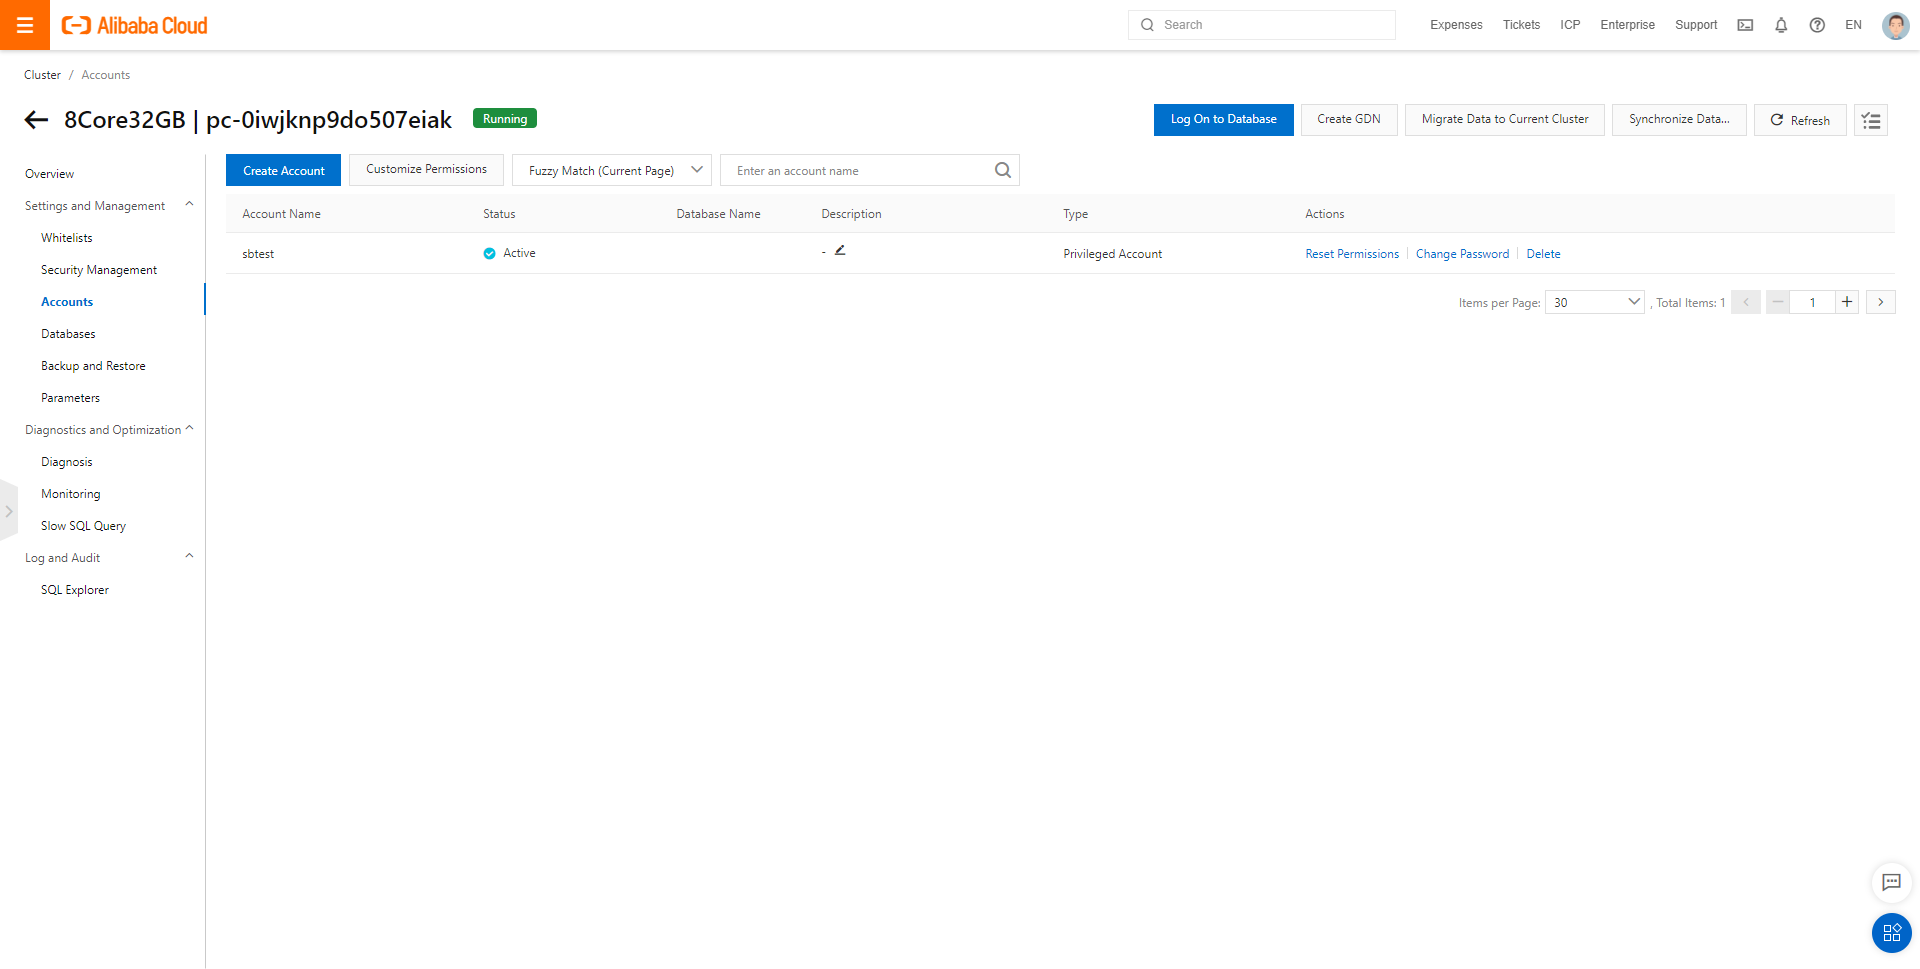 Alibaba Cloud
Search
Expenses
Tickets
ICP
Enterprise
Support
EN
Cluster / Accounts
8Core32GB | pc-0iwjknp9do507eiak
Running
Log On to Database
Create GDN
Migrate Data to Current Cluster
Synchronize Data...
Refresh
Overview
Settings and Management
Whitelists
Security Management
Accounts
Databases
Backup and Restore
Parameters
Diagnostics and Optimization
Diagnosis
Monitoring
Slow SQL Query
Log and Audit
SQL Explorer
Create Account
Customize Permissions
Fuzzy Match (Current Page)
Enter an account name
Account Name Status Database Name Description Type Actions
sbtest Active - Privileged Account Reset Permissions | Change Password | Delete
Items per Page: 30 , Total Items: 1 1